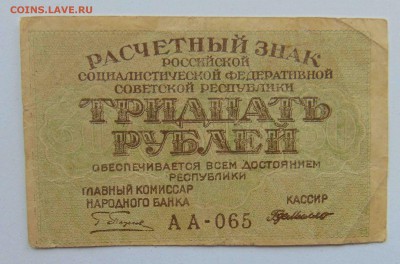 COINS.LAVE.RU
РАСЧЕТНЫЙ ЗНАК
РОССИЙСКОЙ
СОЦИАЛИСТИЧЕСКОЙ ФЕДЕРАТИВНОЙ
СОВЕТСКОЙ РЕСПУБЛИКИ
ТРИДЦАТЬ
РУБЛЕЙ
ОБЕСПЕЧИВАЕТСЯ ВСЕМ ДОСТОЯНИЕМ
РЕСПУБЛИКИ
ГЛАВНЫЙ КОМИССАР
НАРОДНОГО БАНКА
КАССИР
АА-065